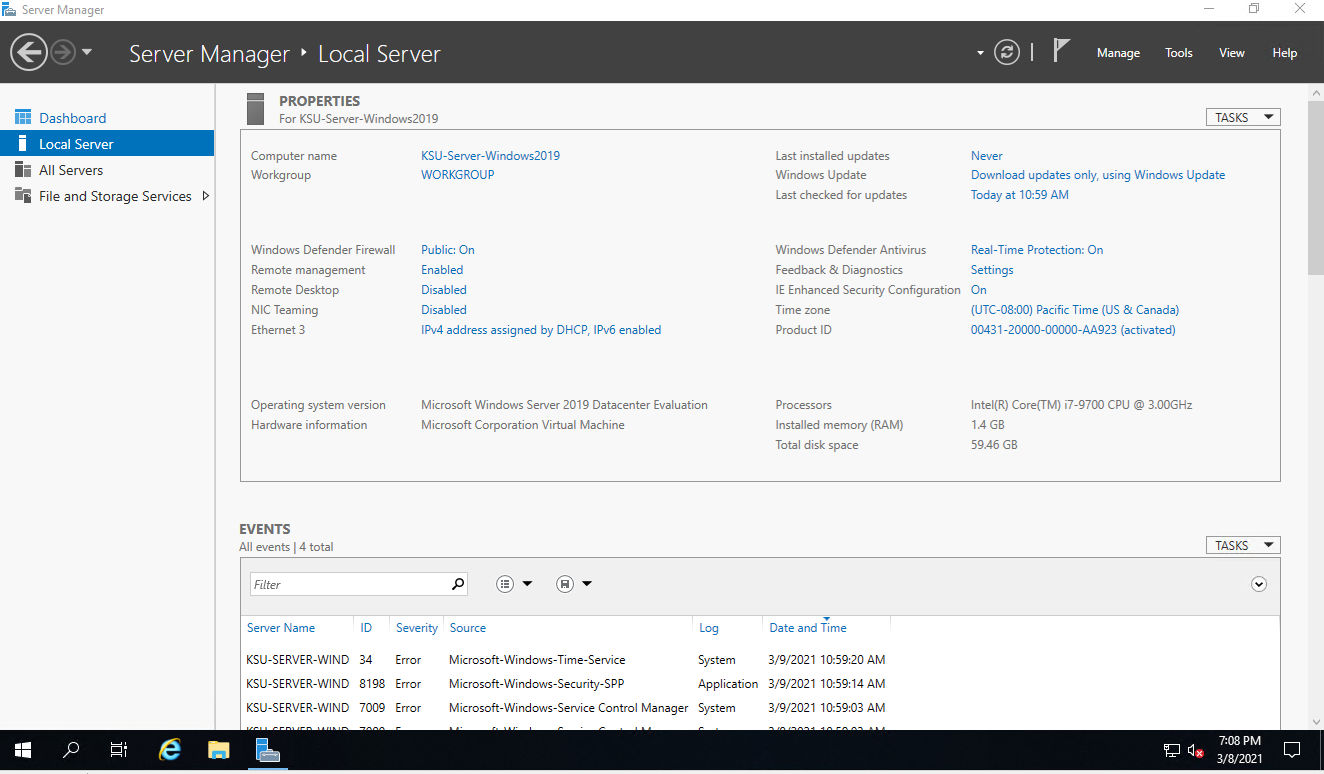 Server Manager
Server Manager ‣ Local Server
Manage Tools View Help
Dashboard
Local Server
All Servers
File and Storage Services
PROPERTIES
For KSU-Server-Windows2019
TASKS
Computer name KSU-Server-Windows2019 Last installed updates Never
Workgroup WORKGROUP Windows Update Download updates only, using Windows Update
Last checked for updates Today at 10:59 AM
Windows Defender Firewall Public: On Windows Defender Antivirus Real-Time Protection: On
Remote management Enabled Feedback & Diagnostics Settings
Remote Desktop Disabled IE Enhanced Security Configuration On
NIC Teaming Disabled Time zone (UTC-08:00) Pacific Time (US & Canada)
Ethernet 3 IPv4 address assigned by DHCP, IPv6 enabled Product ID 00431-20000-00000-AA923 (activated)
Operating system version Microsoft Windows Server 2019 Datacenter Evaluation Processors Intel(R) Core(TM) i7-9700 CPU @ 3.00GHz
Hardware information Microsoft Corporation Virtual Machine Installed memory (RAM) 1.4 GB
Total disk space 59.46 GB
EVENTS
All events | 4 total
TASKS
Filter
Server Name ID Severity Source Log Date and Time
KSU-SERVER-WIND 34 Error Microsoft-Windows-Time-Service System 3/9/2021 10:59:20 AM
KSU-SERVER-WIND 8198 Error Microsoft-Windows-Security-SPP Application 3/9/2021 10:59:14 AM
KSU-SERVER-WIND 7009 Error Microsoft-Windows-Service Control Manager System 3/9/2021 10:59:03 AM
7:08 PM
3/8/2021